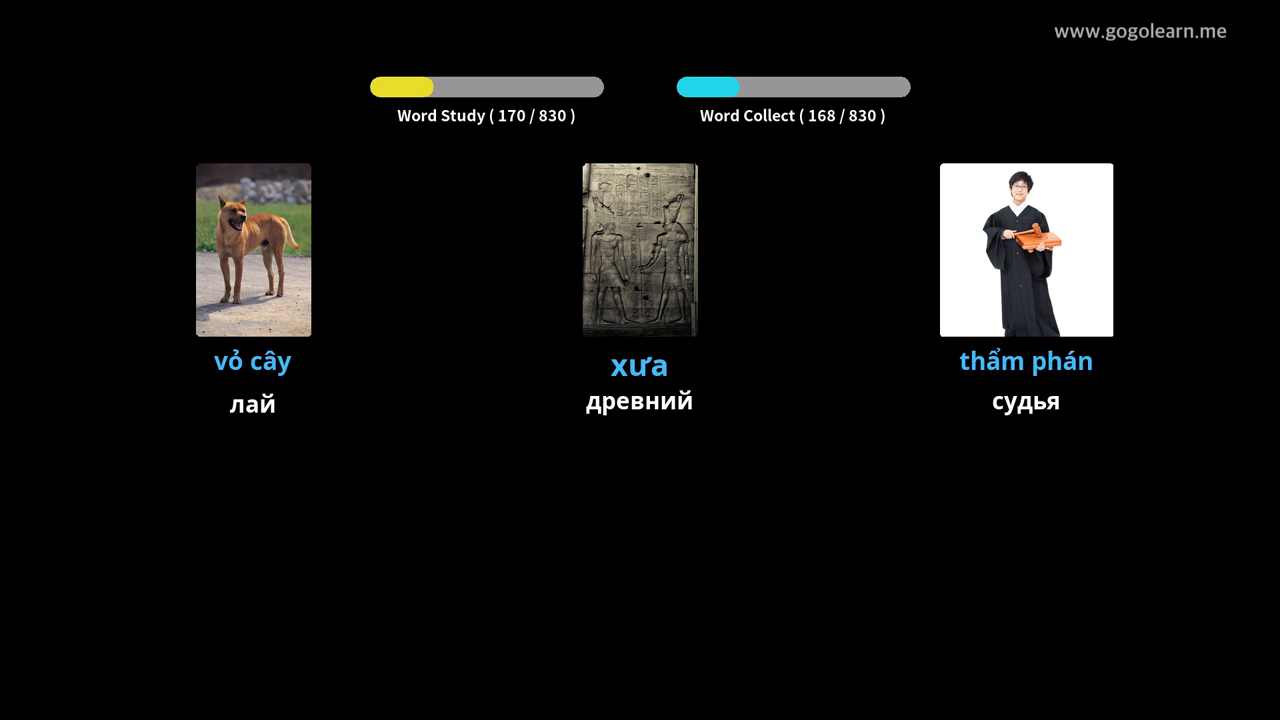 www.gogolearn.me
Word Study ( 170 / 830 )
Word Collect ( 168 / 830 )
vỏ cây
лай
xưa
древний
thẩm phán
судья